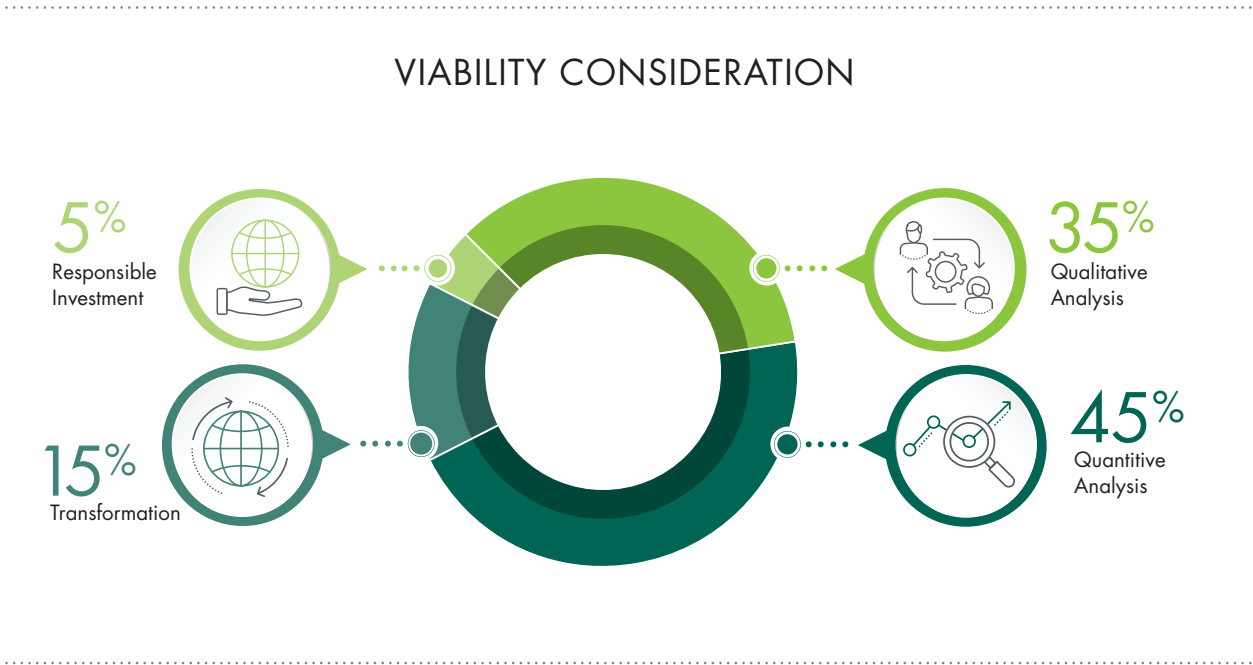 VIABILITY CONSIDERATION
5%
Responsible
Investment
35%
Qualitative
Analysis
15%
Transformation
45%
Quantitive
Analysis